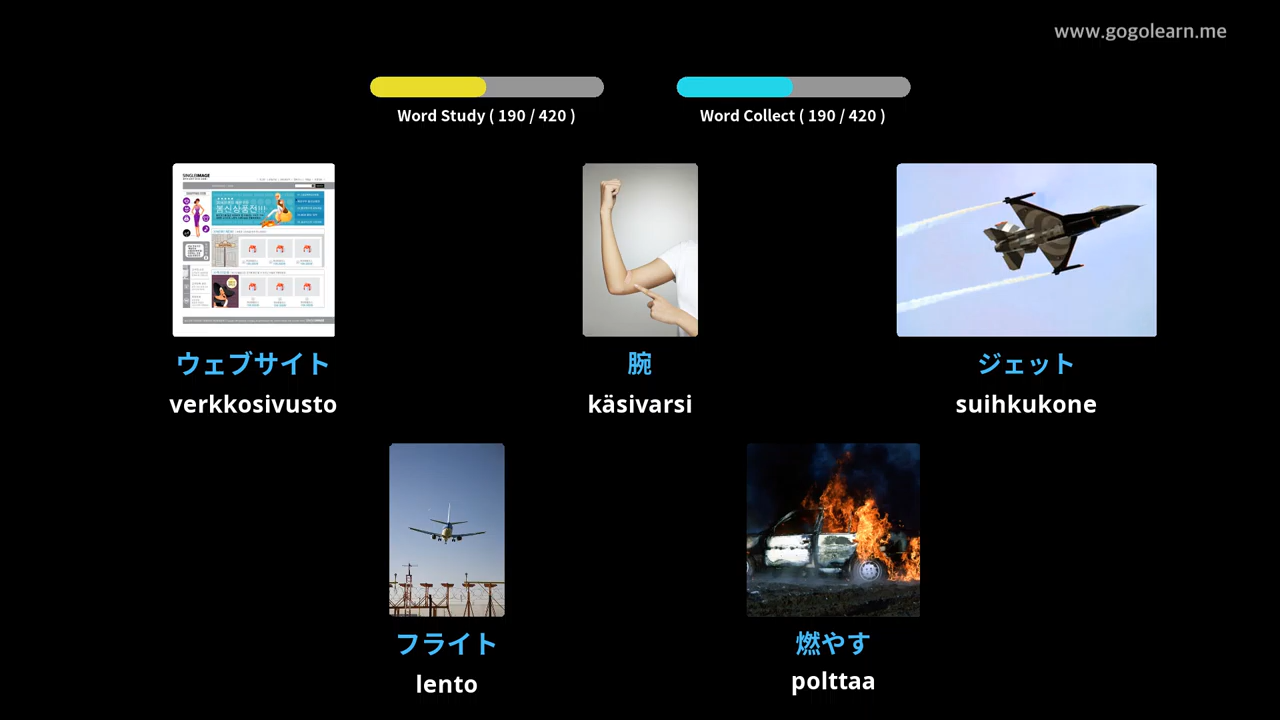 www.gogolearn.me
Word Study ( 190 / 420 )
Word Collect ( 190 / 420 )
ウェブサイト
verkkosivusto
腕
käsivarsi
ジェット
suihkukone
フライト
lento
燃やす
polttaa